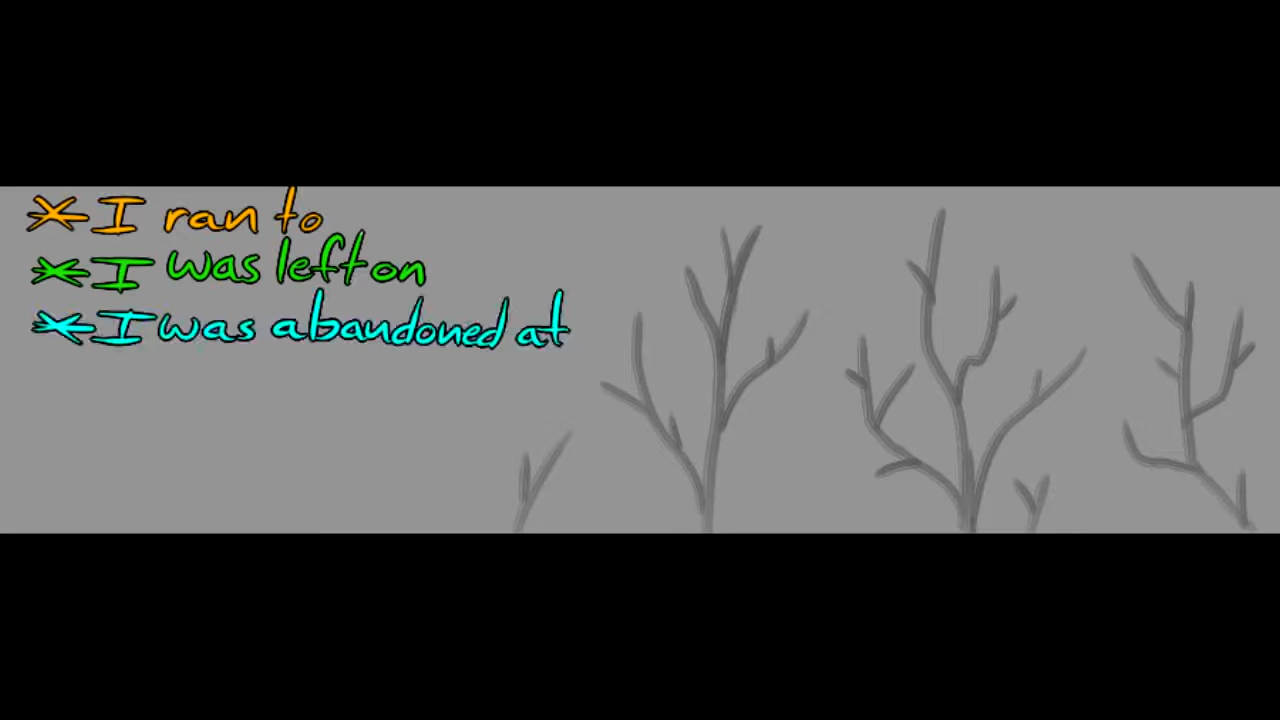 * I ran to
* I was left on
* I was abandoned at